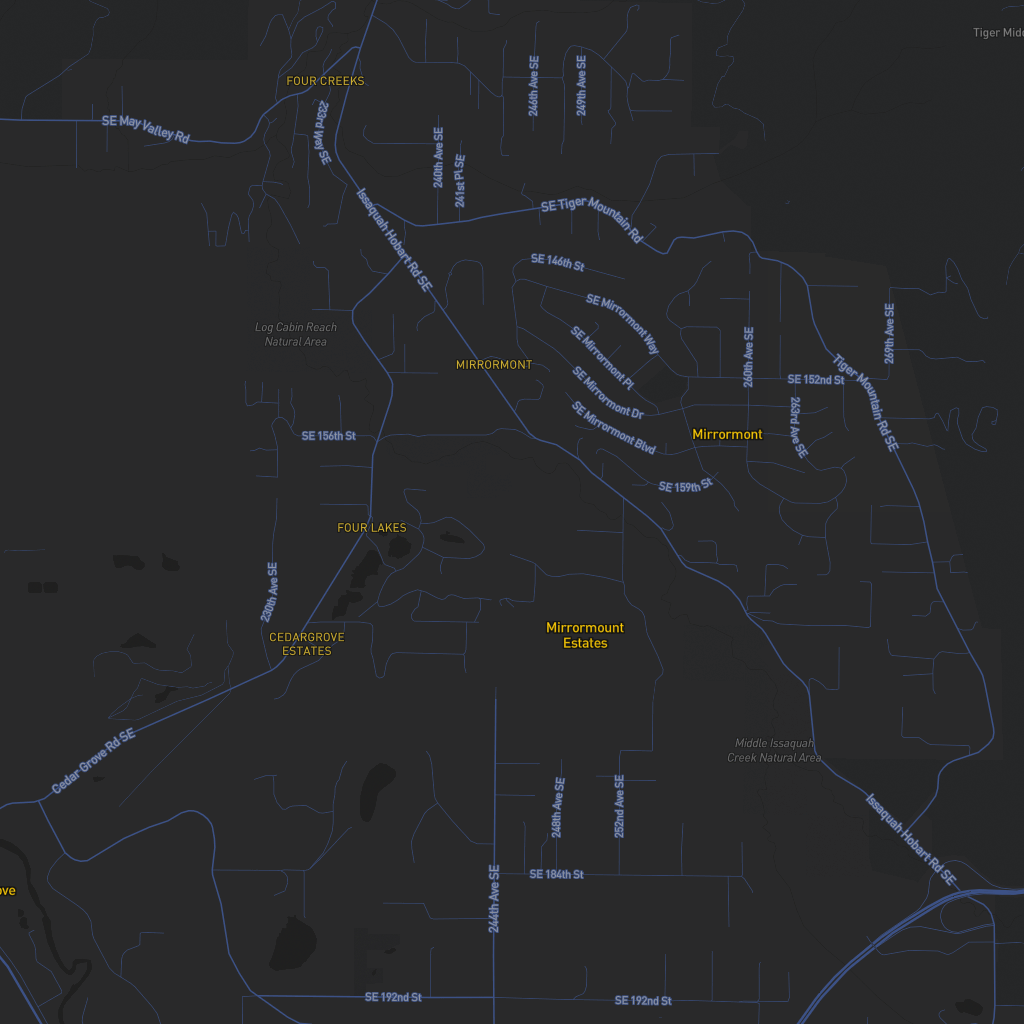 Tiger Midd
FOUR CREEKS
246th Ave SE
249th Ave SE
SE May Valley Rd
233rd Way SE
240th Ave SE
241st Pl SE
SE Tiger Mountain Rd
Issaquah Hobart Rd SE
SE 146th St
SE Mirrormont Way
Log Cabin Reach
Natural Area
SE Mirrormont Pl
260th Ave SE
269th Ave SE
MIRRORMONT
SE Mirrormont Dr
SE 152nd St
Tiger Mountain Rd SE
SE Mirrormont Blvd
263rd Ave SE
SE 156th St
Mirrormont
SE 159th St
FOUR LAKES
230th Ave SE
CEDARGROVE
ESTATES
Mirrormount
Estates
Cedar Grove Rd SE
Middle Issaquah
Creek Natural Area
248th Ave SE
252nd Ave SE
Issaquah Hobart Rd SE
244th Ave SE
SE 184th St
ove
SE 192nd St
SE 192nd St